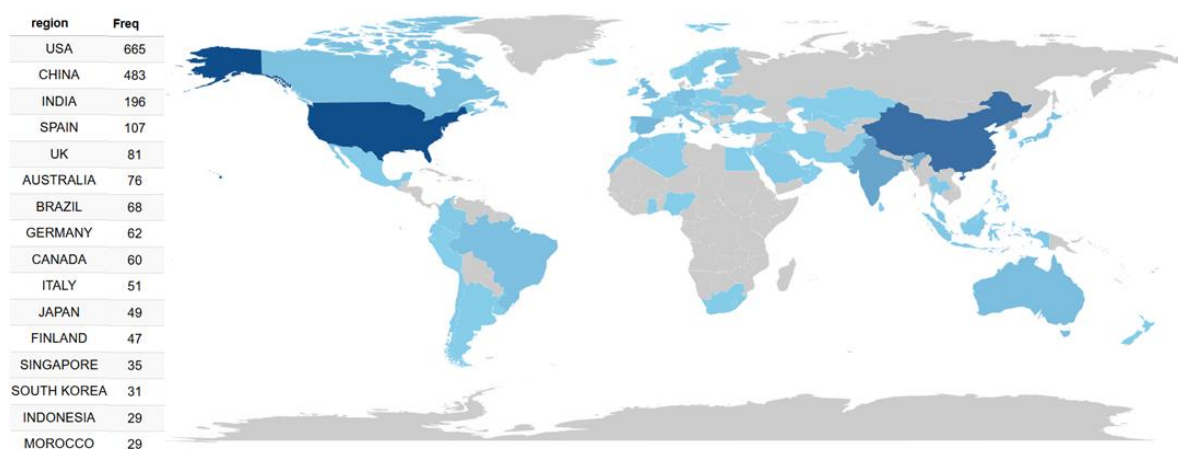 region Freq
USA 665
CHINA 483
INDIA 196
SPAIN 107
UK 81
AUSTRALIA 76
BRAZIL 68
GERMANY 62
CANADA 60
ITALY 51
JAPAN 49
FINLAND 47
SINGAPORE 35
SOUTH KOREA 31
INDONESIA 29
MOROCCO 29